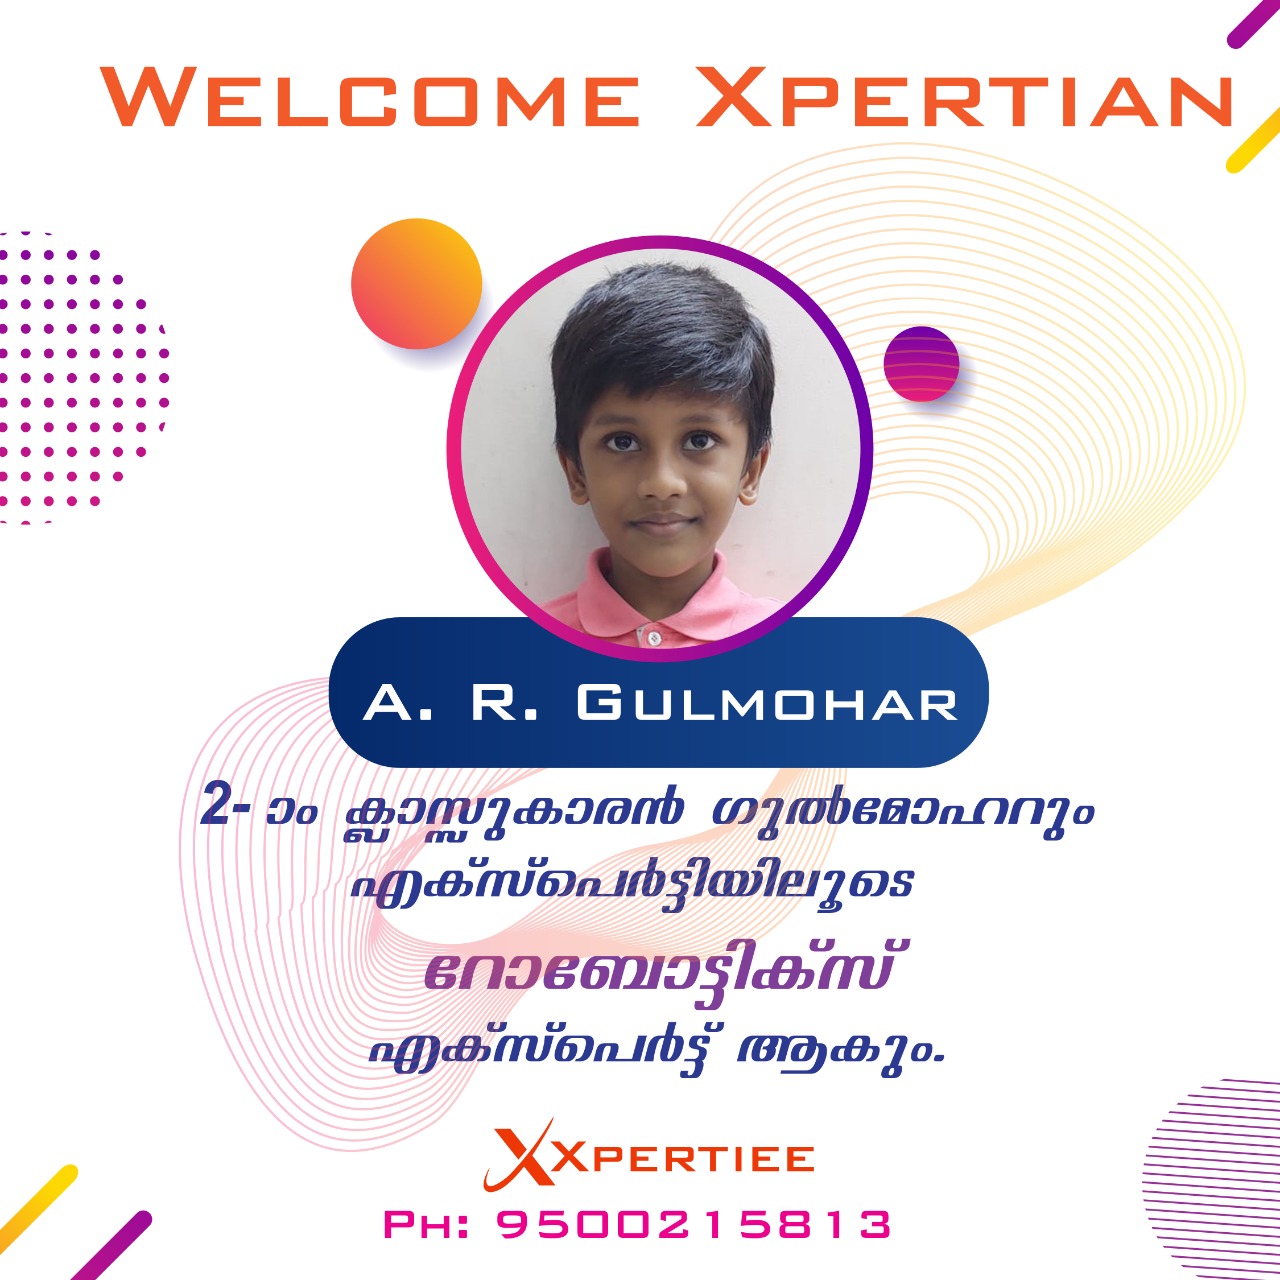 Welcome Xpertian
A. R. Gulmohar
2-ാം ക്ലാസ്സുകാരൻ ഗുൽമോഹറും
എക്സ്പെർട്ടിയിലൂടെ
റോബോട്ടിക്സ്
എക്സ്പെർട്ട് ആകും.
Xpertiee
Ph: 9500215813